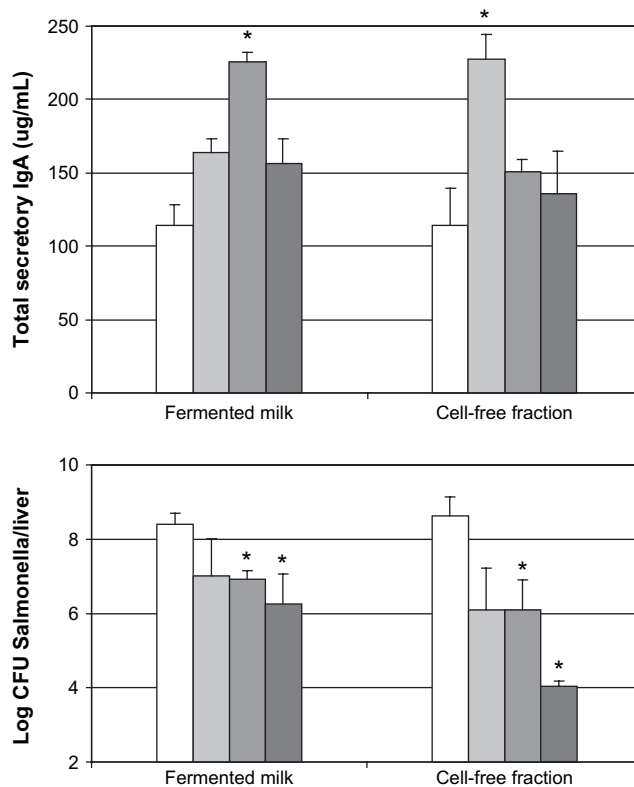 Total secretory IgA (ug/mL)
250
200
150
100
50
0
*
*
Fermented milk
Cell-free fraction
Log CFU Salmonella/liver
10
8
6
4
2
*
*
*
*
Fermented milk
Cell-free fraction